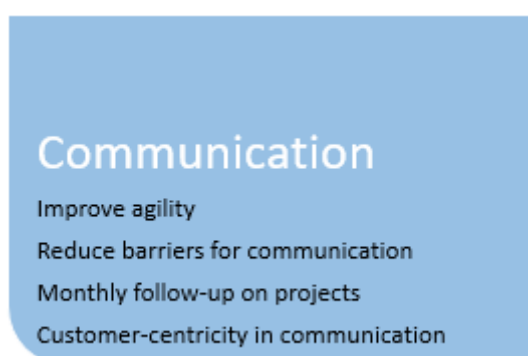 Communication
Improve agility
Reduce barriers for communication
Monthly follow-up on projects
Customer-centricity in communication